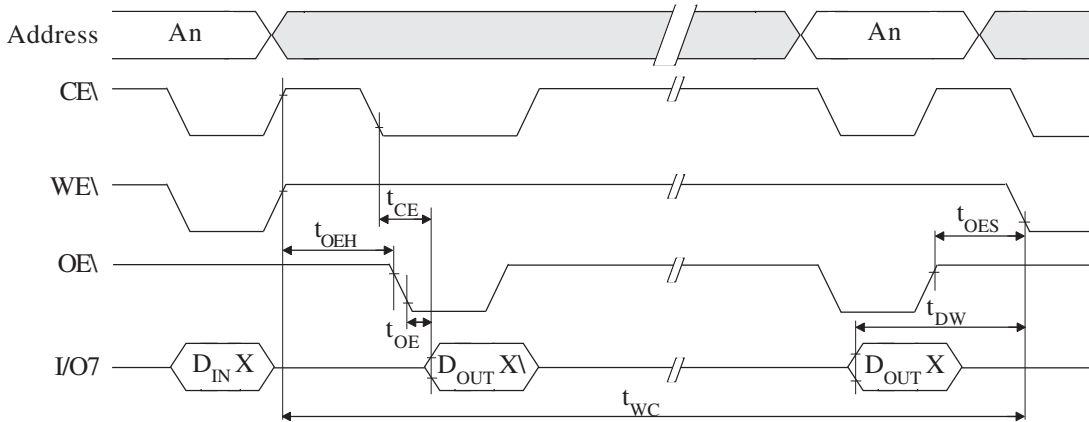 Address An An
CE\
WE\
tCE
tOEH tOES
OE\
tOE tDW
I/O7 DIN X DOUT X\ DOUT X
tWC